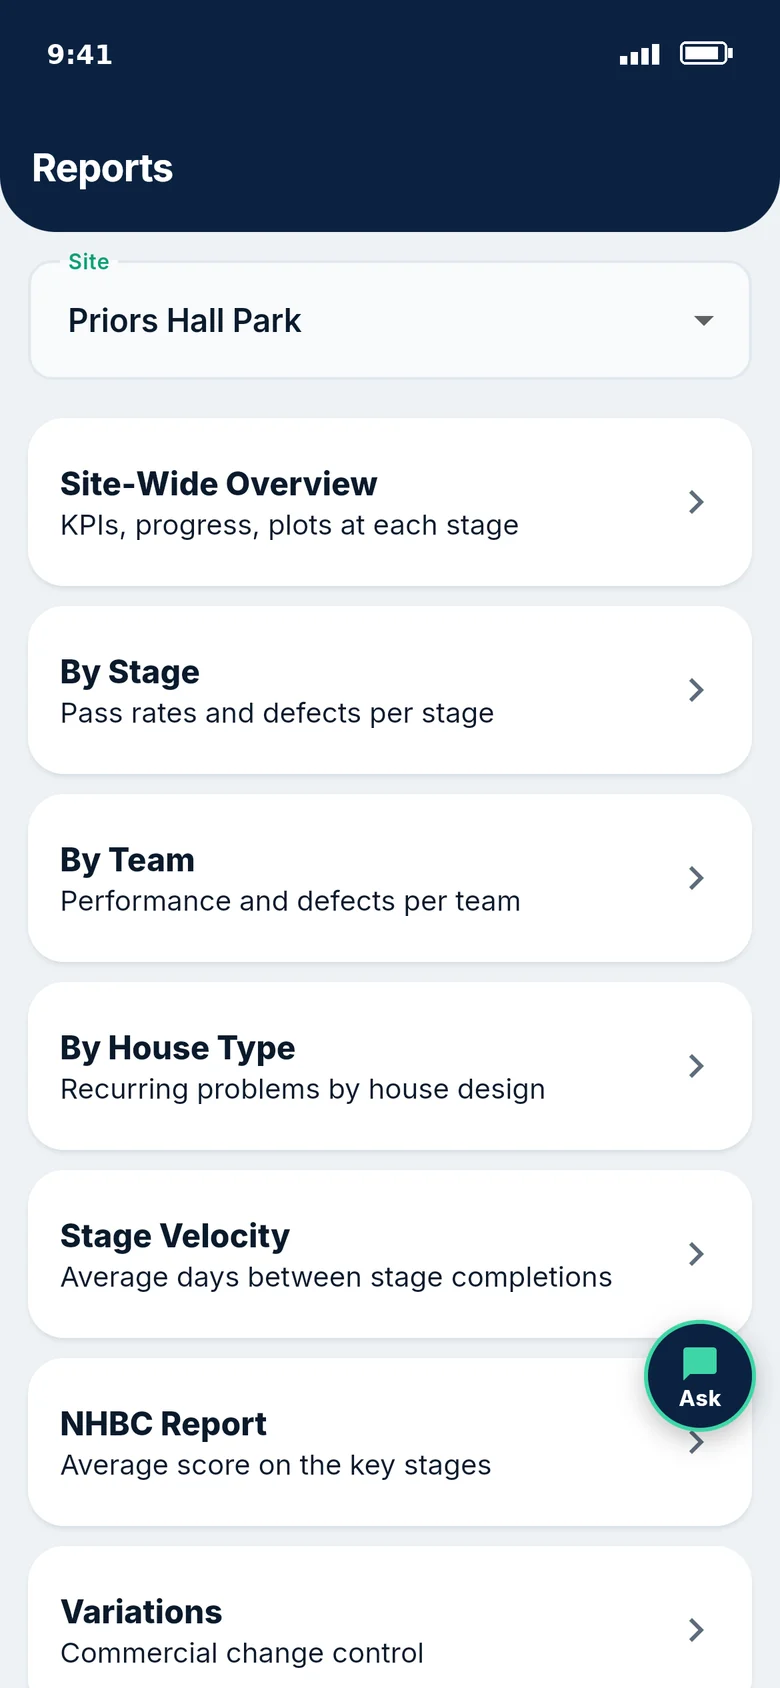 9:41
Reports
Site
Priors Hall Park
Site-Wide Overview
KPIs, progress, plots at each stage
By Stage
Pass rates and defects per stage
By Team
Performance and defects per team
By House Type
Recurring problems by house design
Stage Velocity
Average days between stage completions
Ask
NHBC Report
Average score on the key stages
Variations
Commercial change control